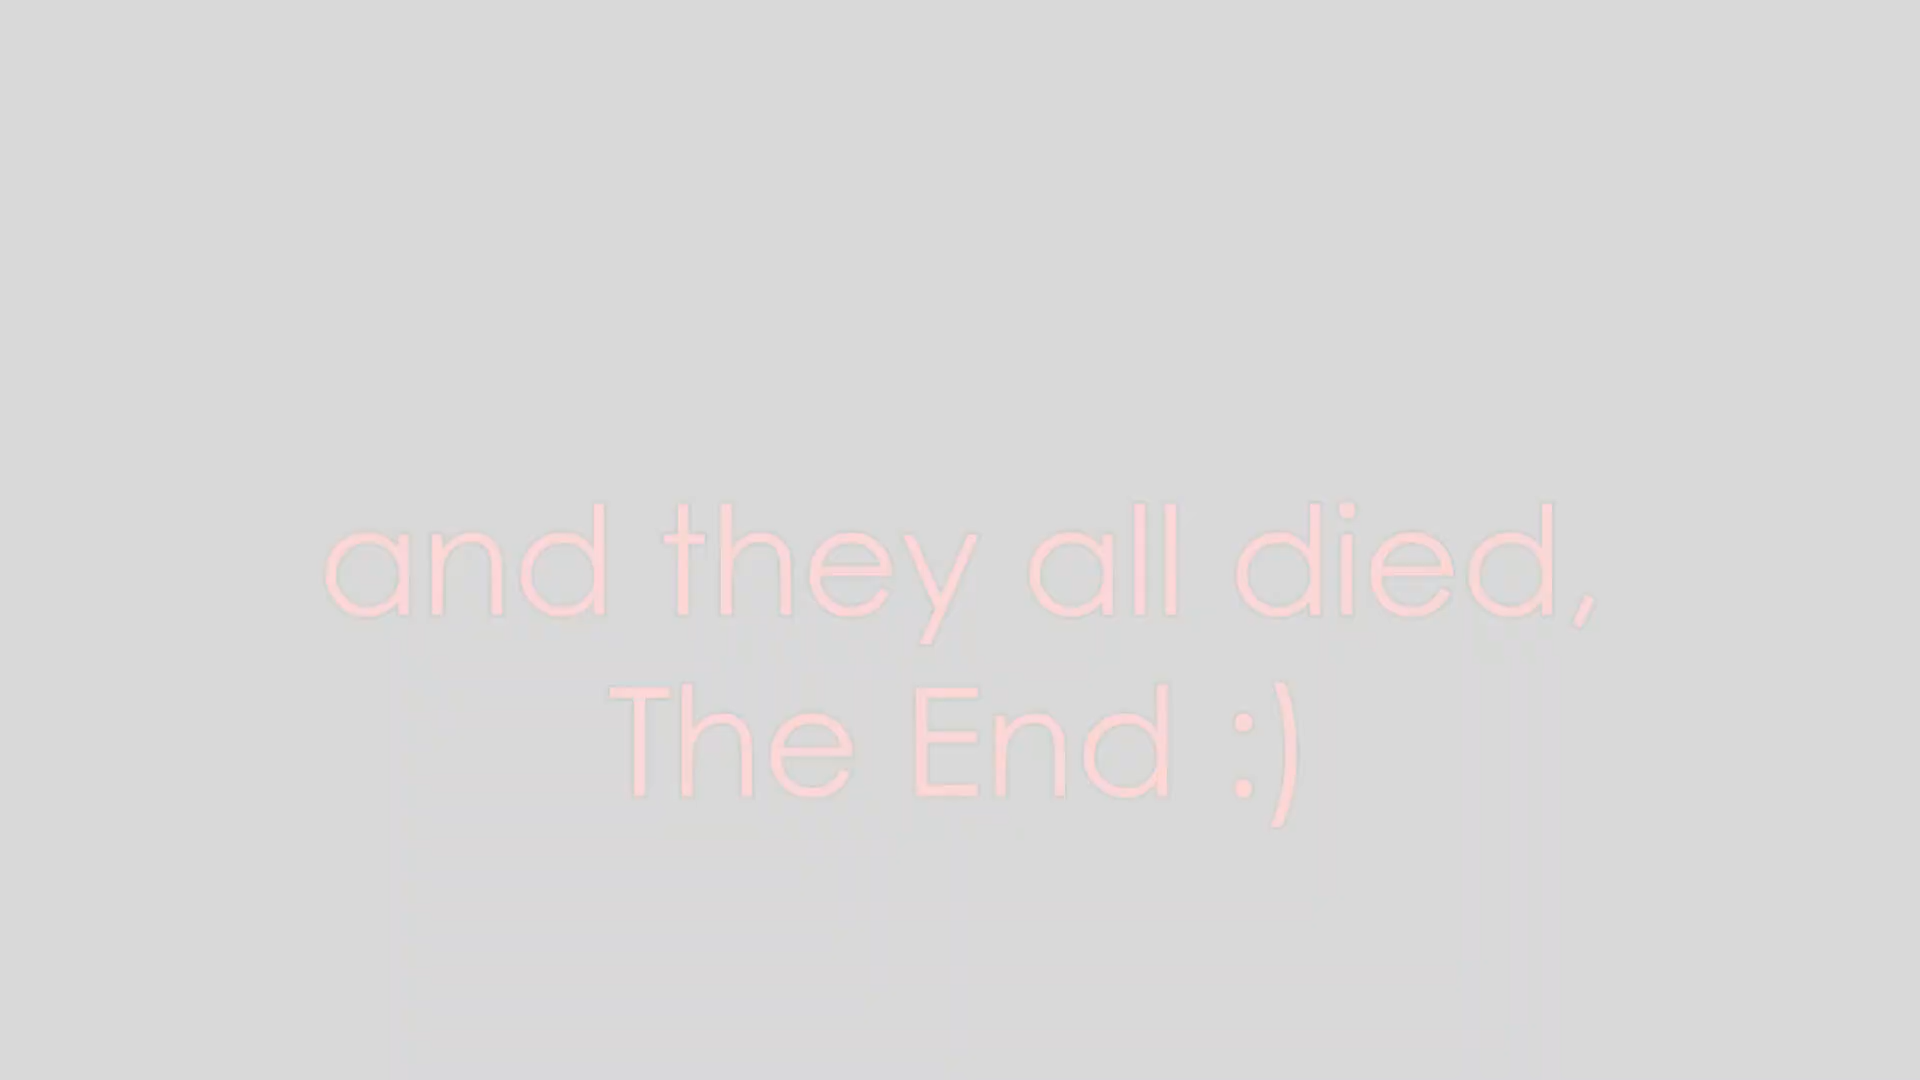 and they all died,
The End :)